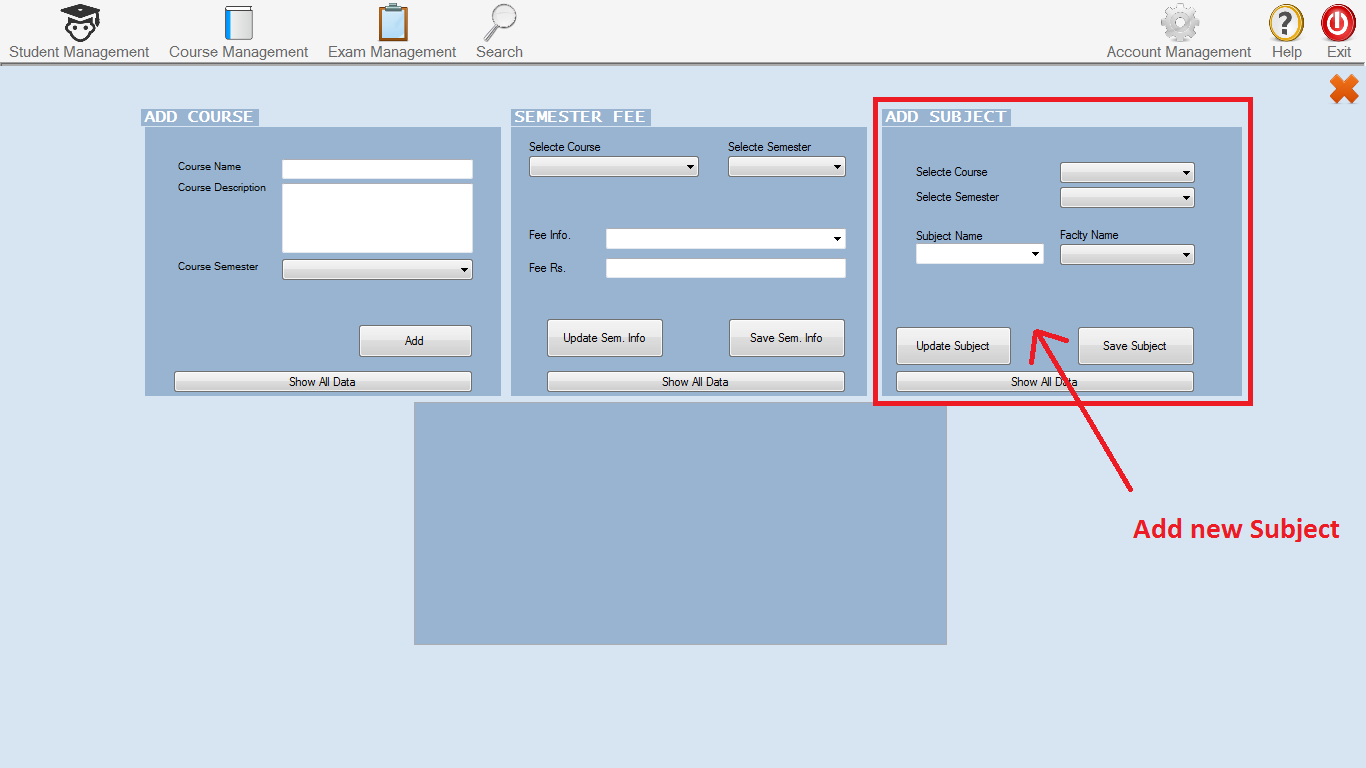 Student Management Course Management Exam Management Search Account Management Help Exit
ADD COURSE
Course Name
Course Description
Course Semester
Add
Show All Data
SEMESTER FEE
Selecte Course Selecte Semester
Fee Info.
Fee Rs.
Update Sem. Info Save Sem. Info
Show All Data
ADD SUBJECT
Selecte Course
Selecte Semester
Subject Name Faclty Name
Update Subject Save Subject
Show All Data
Add new Subject